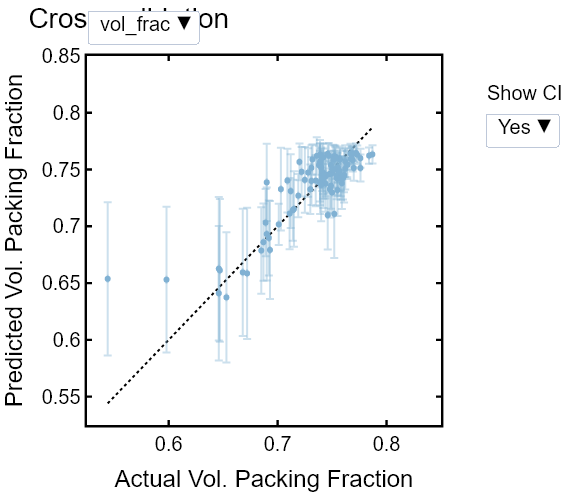 vol_frac ▼
Show CI
Yes ▼
Predicted Vol. Packing Fraction
0.85
0.8
0.75
0.7
0.65
0.6
0.55
0.6 0.7 0.8
Actual Vol. Packing Fraction